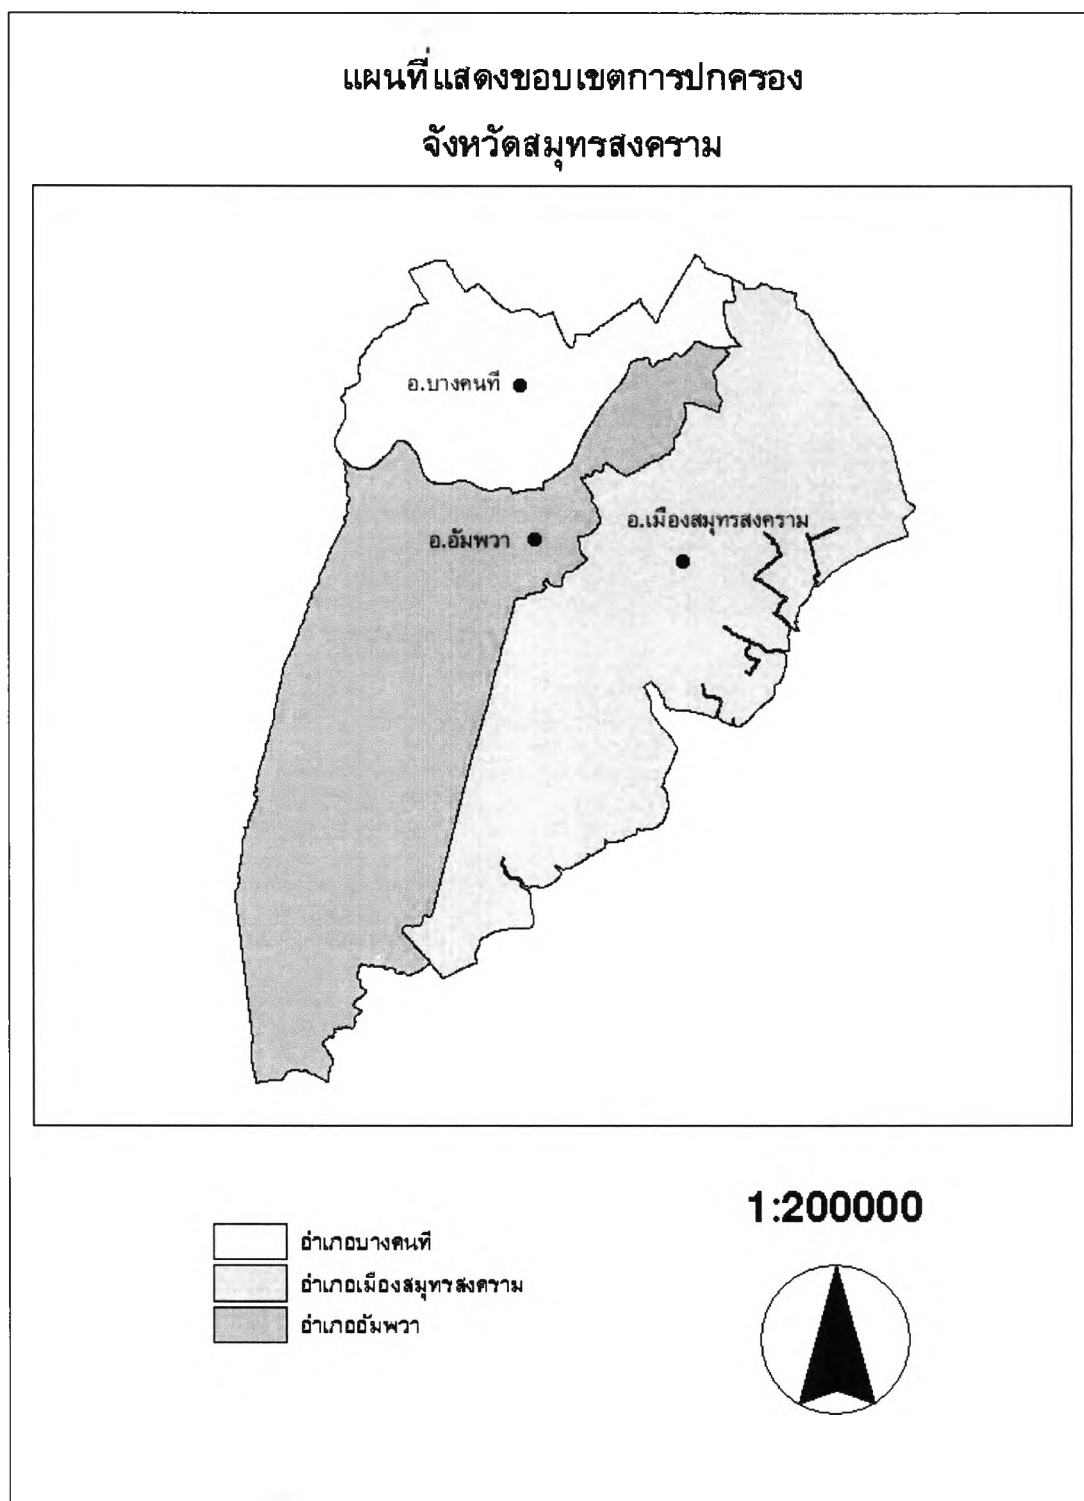 แผนที่แสดงขอบเขตการปกครอง
จังหวัดสมุทรสงคราม
อ.บางคนที
อ.เมืองสมุทรสงคราม
อ.อัมพวา
1:200000
อำเภอบางคนที
อำเภอเมืองสมุทรสงคราม
อำเภออัมพวา